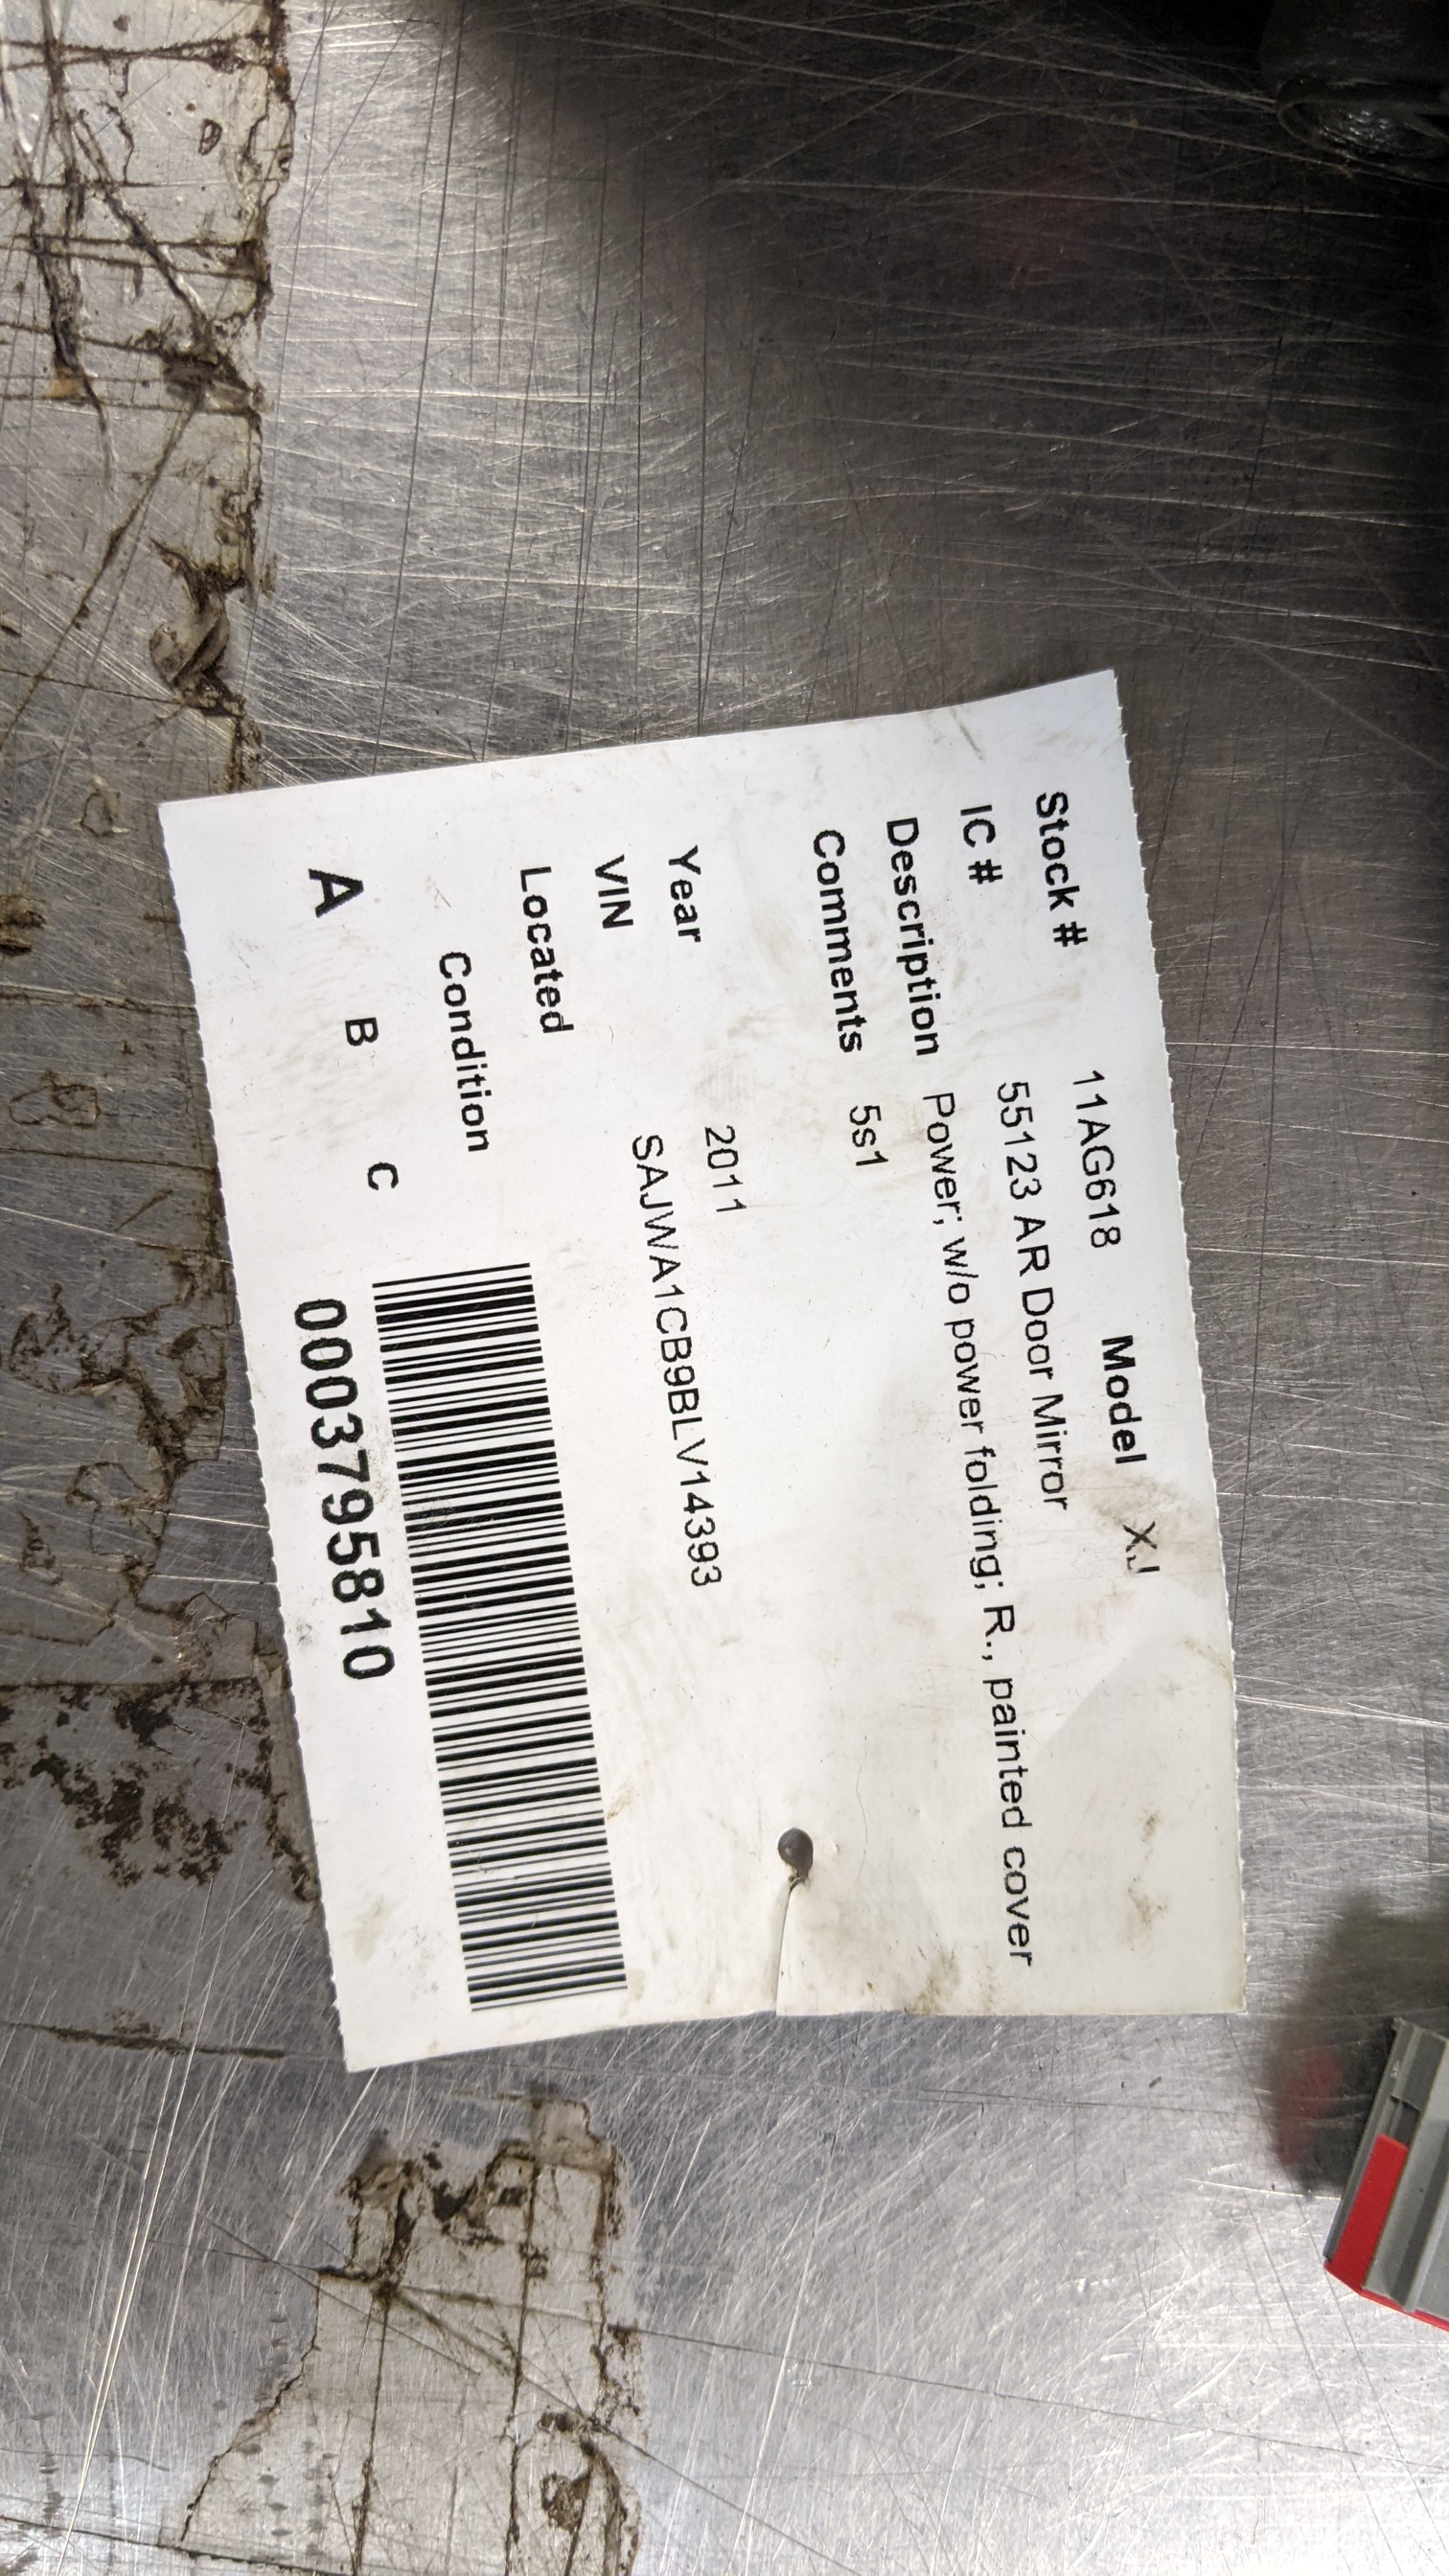 Stock # 11AG618 Model XJ
IC # 55123 AR Door Mirror
Description Power; w/o power folding; R., painted cover
Comments 5s1
Year 2011
VIN SAJWA1CB9BLV14393
Located
Condition
A B C
0003795810